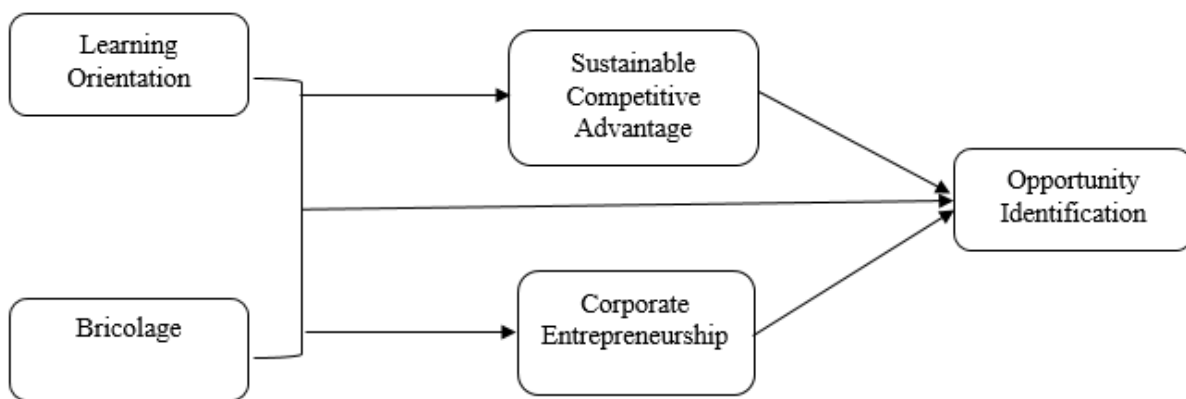 Learning
Orientation
Sustainable
Competitive
Advantage
Opportunity
Identification
Bricolage
Corporate
Entrepreneurship